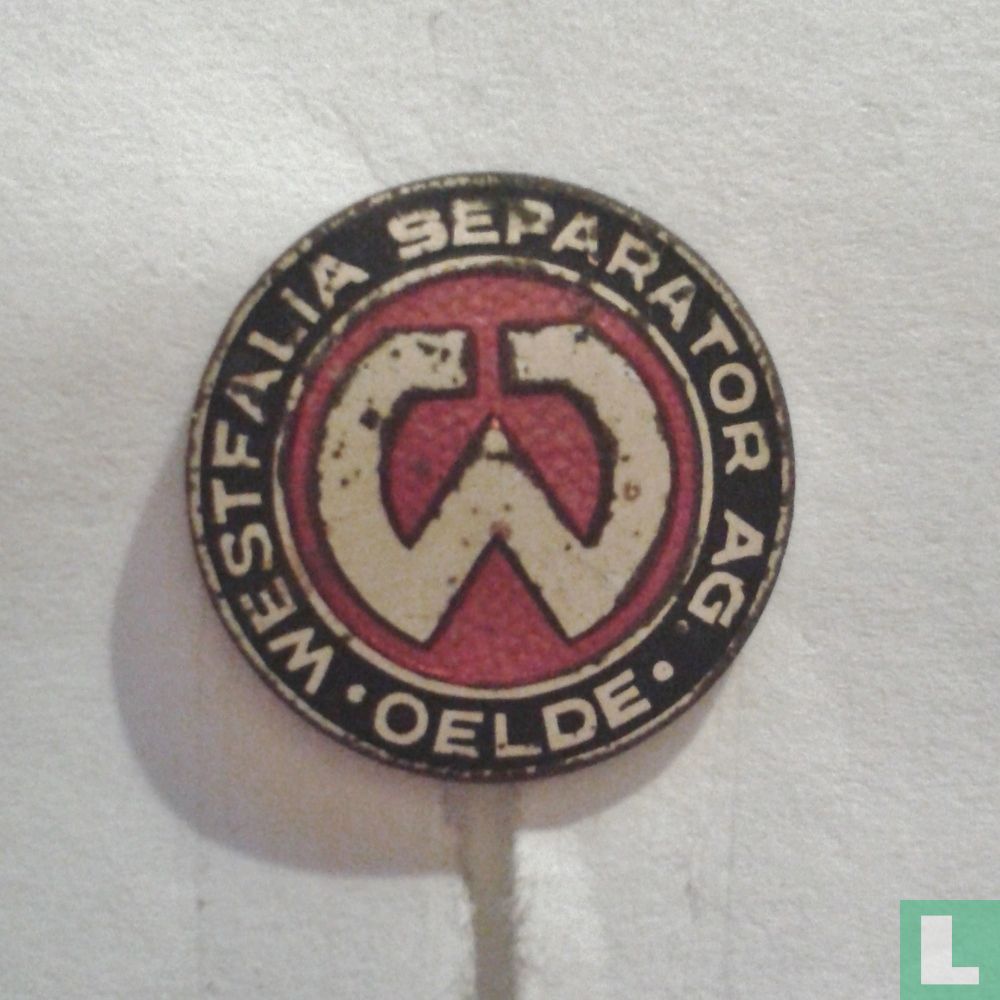 WESTFALIA SEPARATOR AG.
• OELDE •
W
L